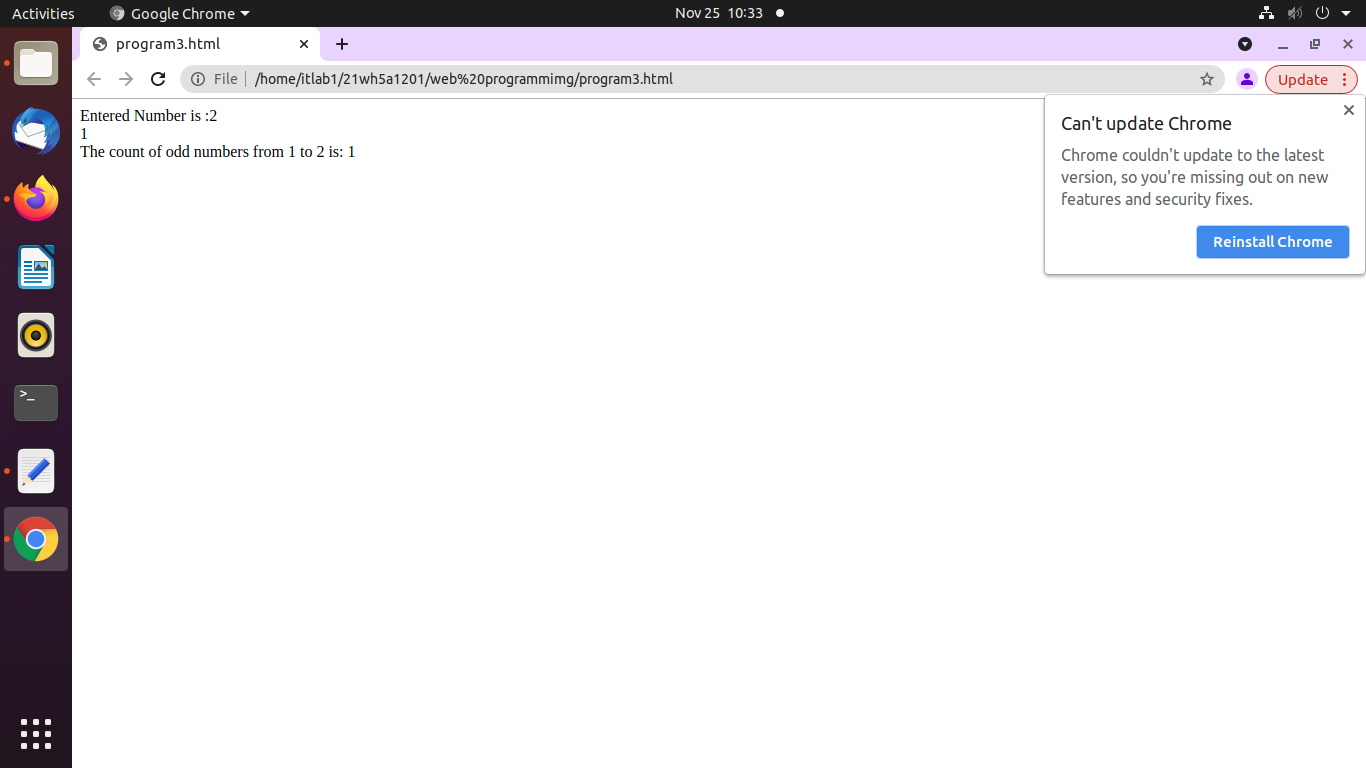 Activities
Google Chrome
Nov 25 10:33
program3.html
File
/home/itlab1/21wh5a1201/web%20programmimg/program3.html
Update
Entered Number is :2
1
The count of odd numbers from 1 to 2 is: 1
Can't update Chrome
Chrome couldn't update to the latest
version, so you're missing out on new
features and security fixes.
Reinstall Chrome
>_